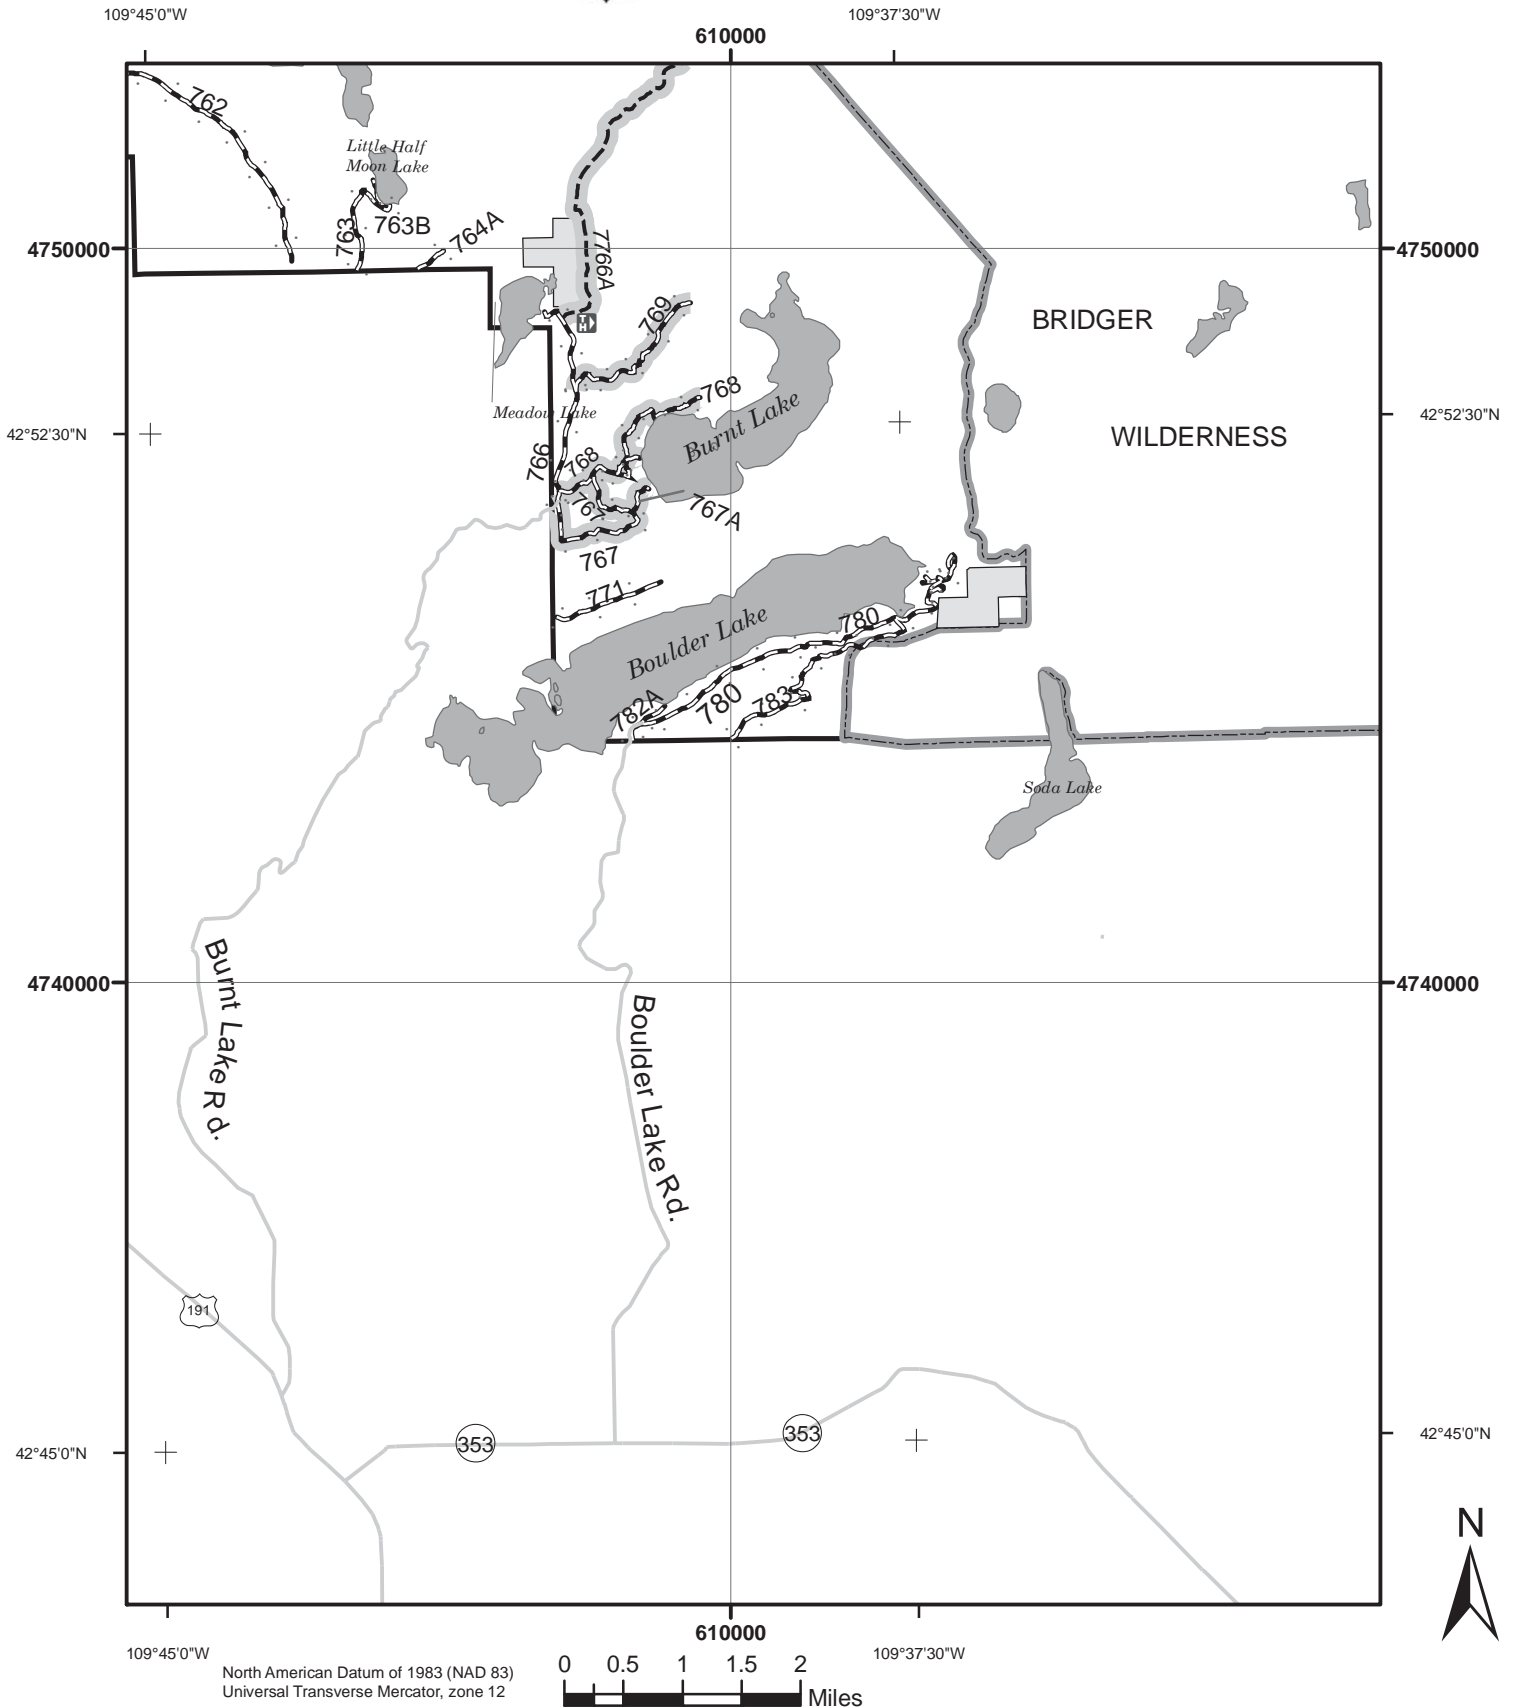 109°45'0"W
109°37'30"W
610000
762
Little Half
Moon Lake
763
763B
764A
7766A
4750000
4750000
769
BRIDGER
TH
Meadow Lake
768
Burnt Lake
42°52'30"N
42°52'30"N
WILDERNESS
766
768
767
767A
767
771
Boulder Lake
780
782A
780
783
Soda Lake
Burnt Lake Rd.
4740000
4740000
Boulder Lake Rd.
191
353
353
42°45'0"N
42°45'0"N
N
610000
109°45'0"W
109°37'30"W
North American Datum of 1983 (NAD 83)
Universal Transverse Mercator, zone 12
0 0.5 1 1.5 2
Miles